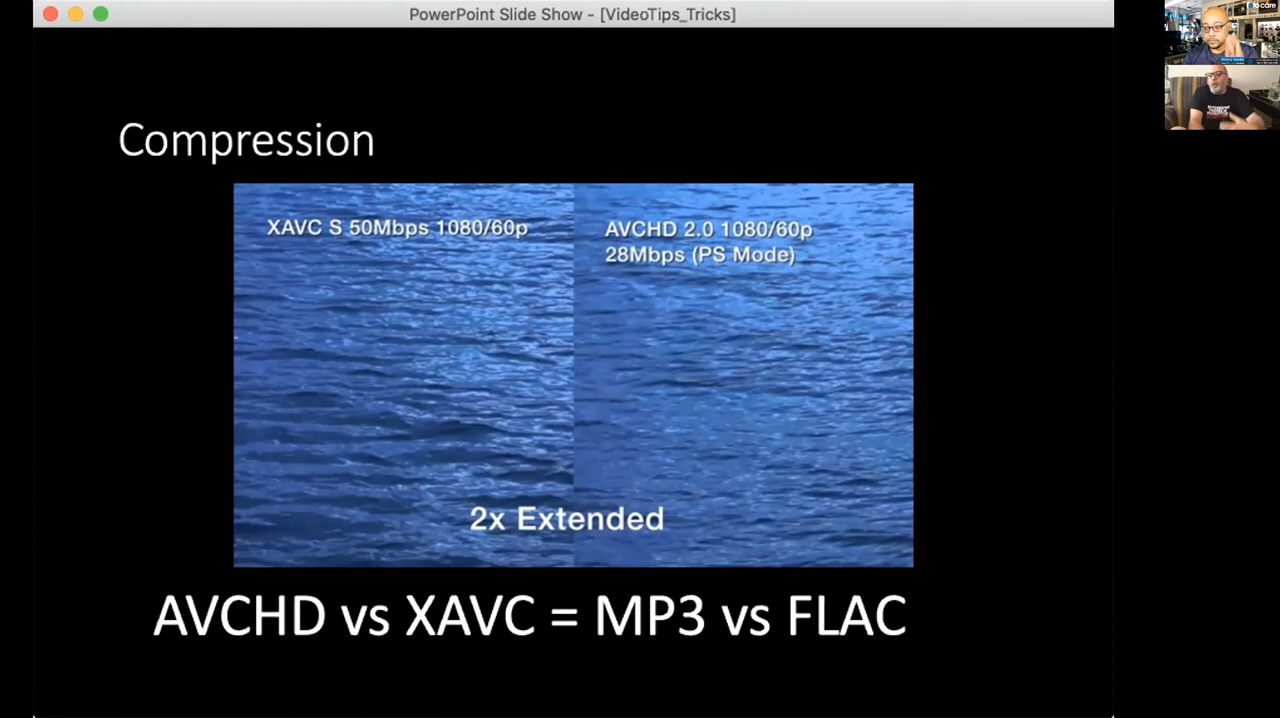 PowerPoint Slide Show - [VideoTips_Tricks]
Compression
XAVC S 50Mbps 1080/60p
AVCHD 2.0 1080/60p
28Mbps (PS Mode)
2x Extended
AVCHD vs XAVC = MP3 vs FLAC